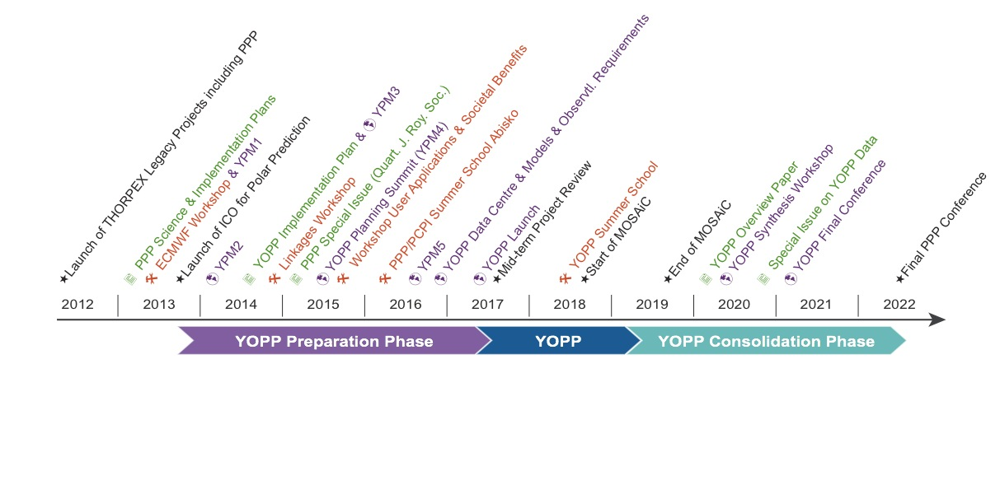 Launch of THORPEX Legacy Projects including PPP
PPP Science & Implementation Plans
ECMWF Workshop & YPM1
Launch of ICO for Polar Prediction
YPM2
YOPP Implementation Plan & YPM3
Linkages Workshop
PPP Special Issue (Quart. J. Roy. Soc.)
YOPP Planning Summit (YPM4)
Workshop User Applications & Societal Benefits
PPP/PCPI Summer School Abisko
YPM5
YOPP Data Centre & Models & Observtl. Requirements
YOPP Launch
Mid-term Project Review
YOPP Summer School
Start of MOSAiC
End of MOSAiC
YOPP Overview Paper
YOPP Synthesis Workshop
Special Issue on YOPP Data
YOPP Final Conference
Final PPP Conference
2012 2013 2014 2015 2016 2017 2018 2019 2020 2021 2022
YOPP Preparation Phase YOPP YOPP Consolidation Phase